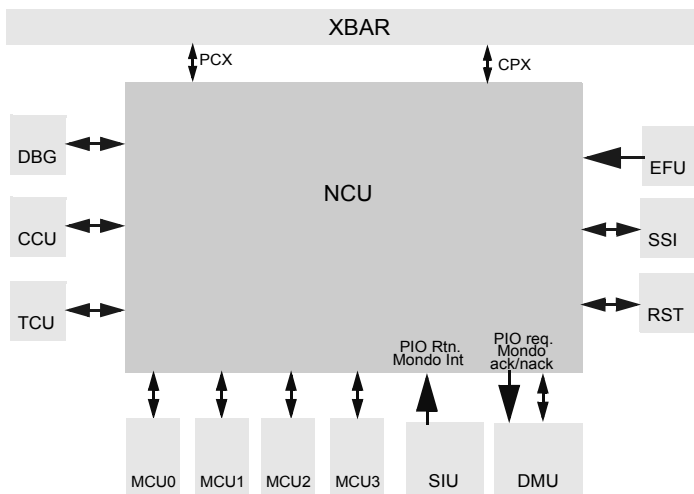 XBAR
PCX
CPX
DBG
EFU
NCU
CCU
SSI
TCU
RST
PIO Rtn.
Mondo Int
PIO req.
Mondo
ack/nack
MCU0
MCU1
MCU2
MCU3
SIU
DMU